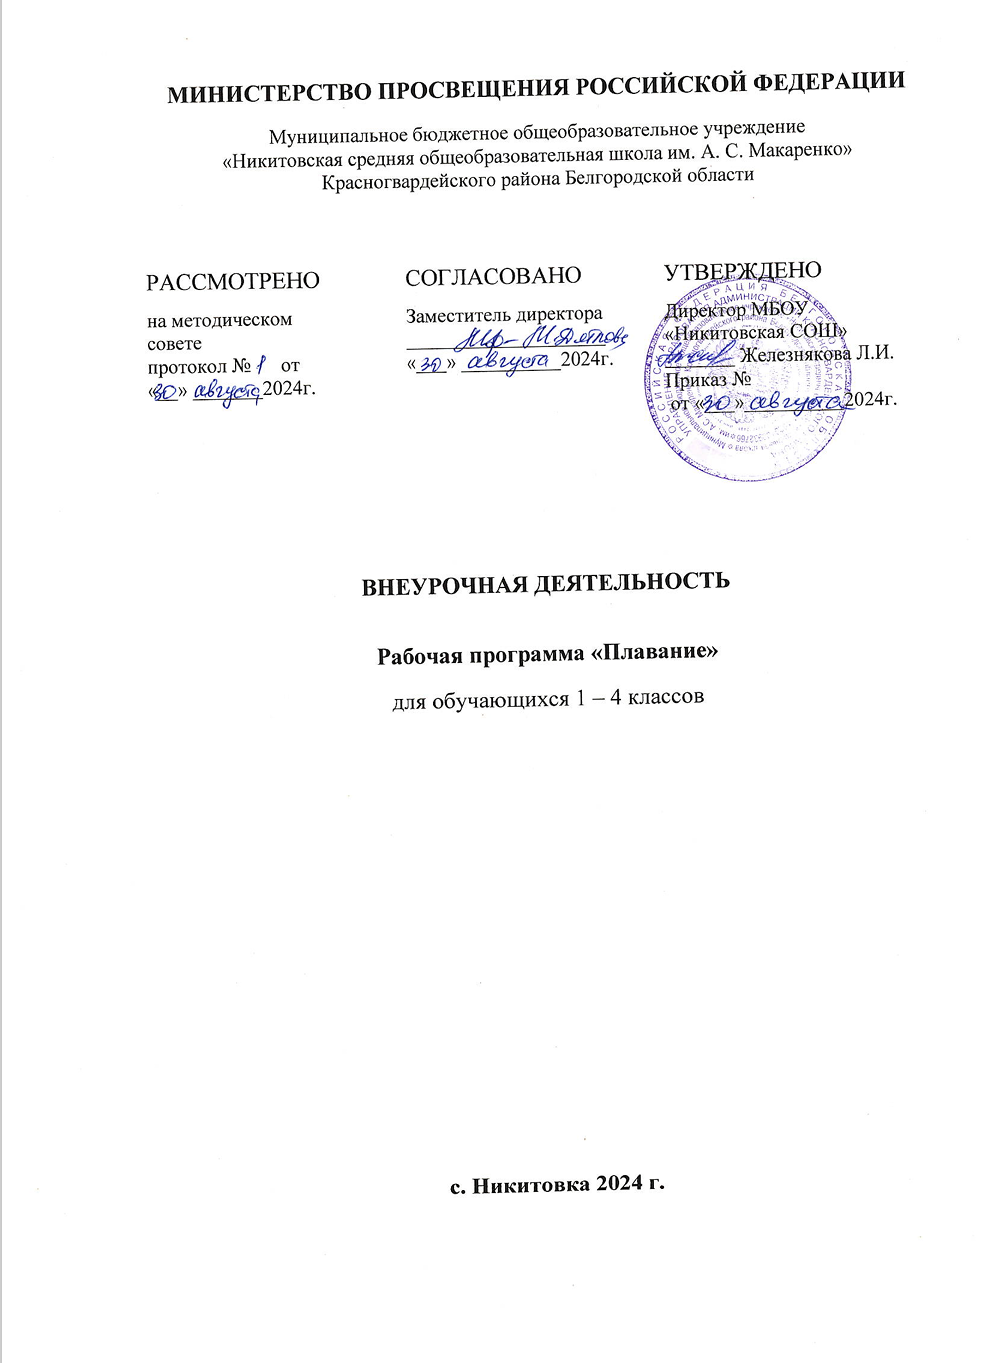 МИНИСТЕРСТВО ПРОСВЕЩЕНИЯ РОССИЙСКОЙ ФЕДЕРАЦИИ
Муниципальное бюджетное общеобразовательное учреждение
«Никитовская средняя общеобразовательная школа им. А. С. Макаренко»
Красногвардейского района Белгородской области
РАССМОТРЕНО
на методическом
совете
протокол № 1 от
«30» августа 2024г.
СОГЛАСОВАНО
Заместитель директора
«30» августа 2024г.
УТВЕРЖДЕНО
Директор МБОУ
«Никитовская СОШ»
Железнякова Л.И.
Приказ №
от «30» августа 2024г.
ВНЕУРОЧНАЯ ДЕЯТЕЛЬНОСТЬ
Рабочая программа «Плавание»
для обучающихся 1 – 4 классов
с. Никитовка 2024 г.